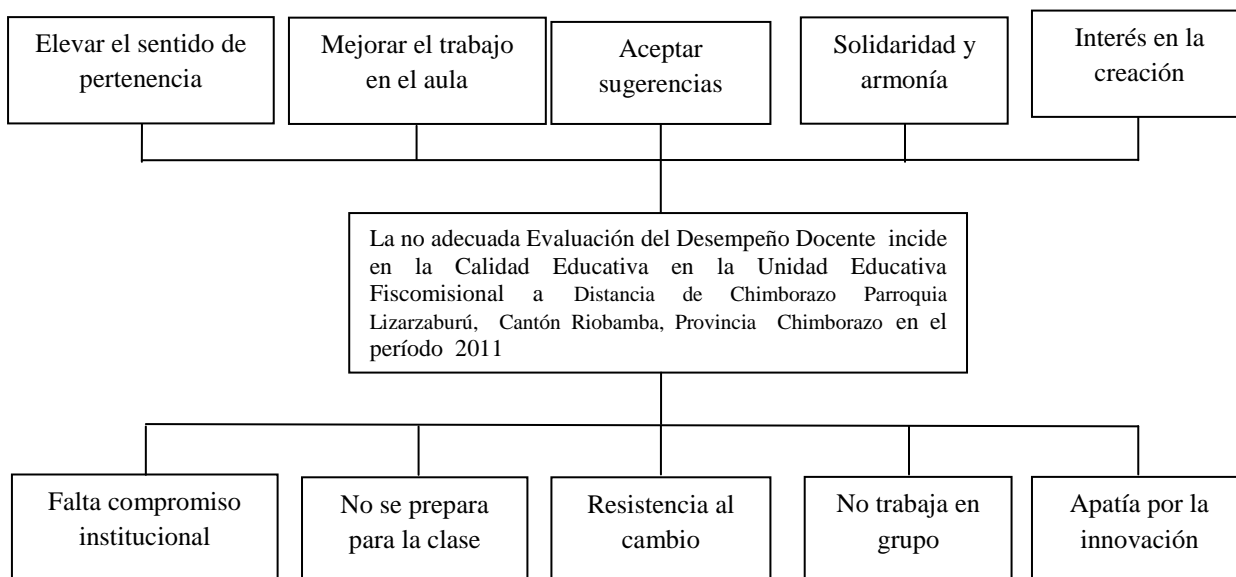 Elevar el sentido de
pertenencia
Mejorar el trabajo
en el aula
Aceptar
sugerencias
Solidaridad y
armonía
Interés en la
creación
La no adecuada Evaluación del Desempeño Docente incide
en la Calidad Educativa en la Unidad Educativa
Fiscomisional a Distancia de Chimborazo Parroquia
Lizarzaburú, Cantón Riobamba, Provincia Chimborazo en el
período 2011
Falta compromiso
institucional
No se prepara
para la clase
Resistencia al
cambio
No trabaja en
grupo
Apatía por la
innovación